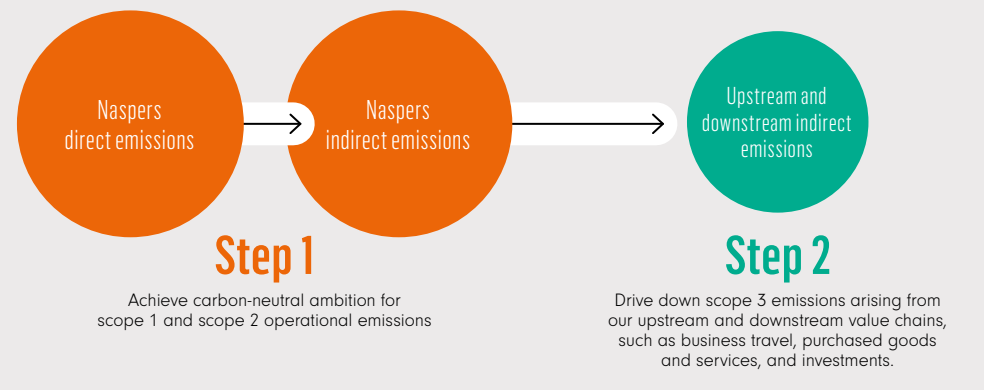 Naspers
direct emissions
Naspers
indirect emissions
Upstream and
downstream indirect
emissions
Step 1
Achieve carbon-neutral ambition for
scope 1 and scope 2 operational emissions
Step 2
Drive down scope 3 emissions arising from
our upstream and downstream value chains,
such as business travel, purchased goods
and services, and investments.